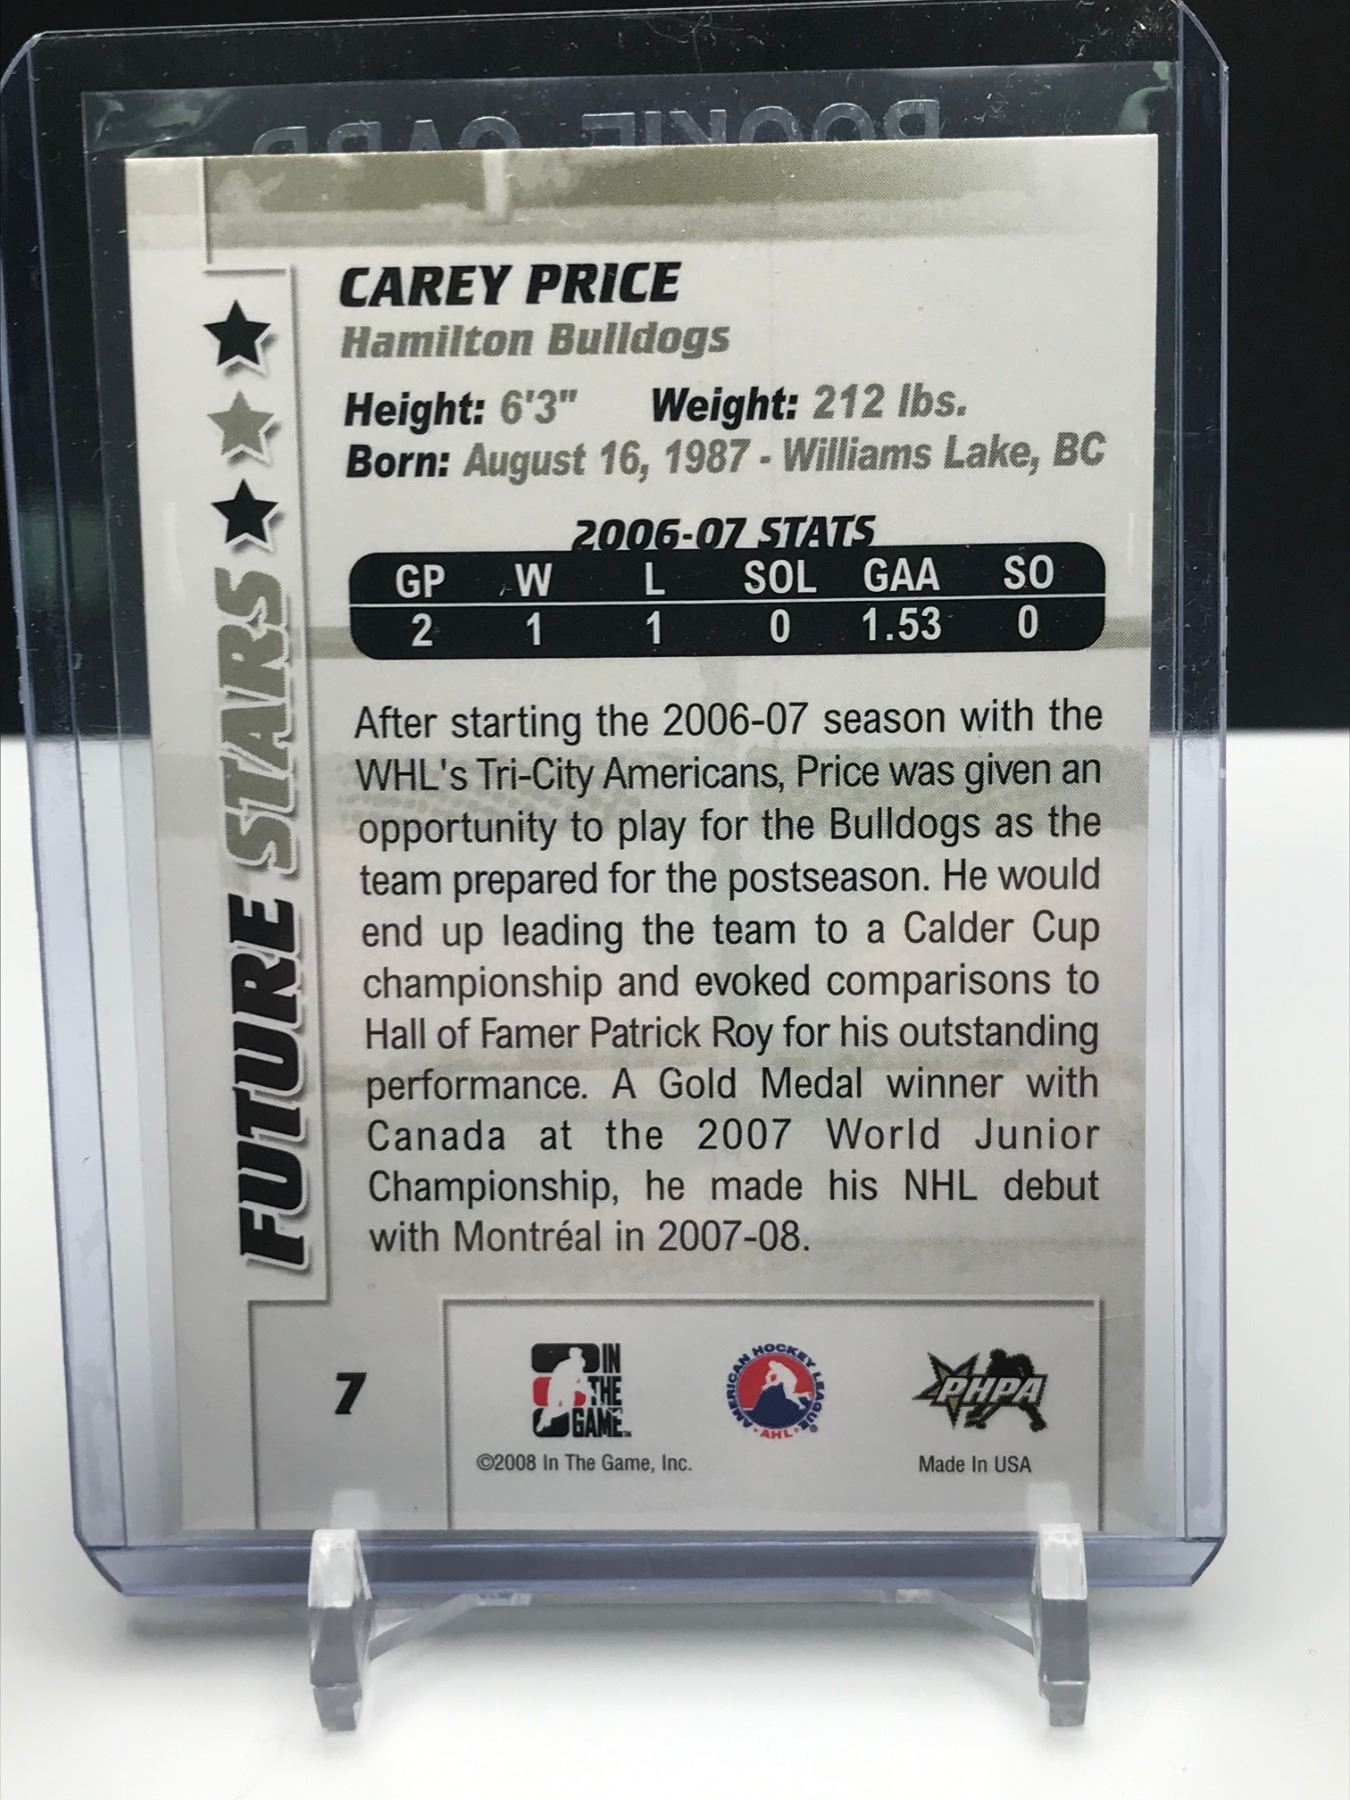 ROOKIE CARD
CAREY PRICE
Hamilton Bulldogs
Height: 6'3" Weight: 212 lbs.
Born: August 16, 1987 - Williams Lake, BC
2006-07 STATS
GP W L SOL GAA SO
2 1 1 0 1.53 0
After starting the 2006-07 season with the
WHL's Tri-City Americans, Price was given an
opportunity to play for the Bulldogs as the
team prepared for the postseason. He would
end up leading the team to a Calder Cup
championship and evoked comparisons to
Hall of Famer Patrick Roy for his outstanding
performance. A Gold Medal winner with
Canada at the 2007 World Junior
Championship, he made his NHL debut
with Montréal in 2007-08.
FUTURE STARS
7
IN
THE
GAME™
©2008 In The Game, Inc.
AMERICAN HOCKEY LEAGUE
AHL
PHPA
Made In USA